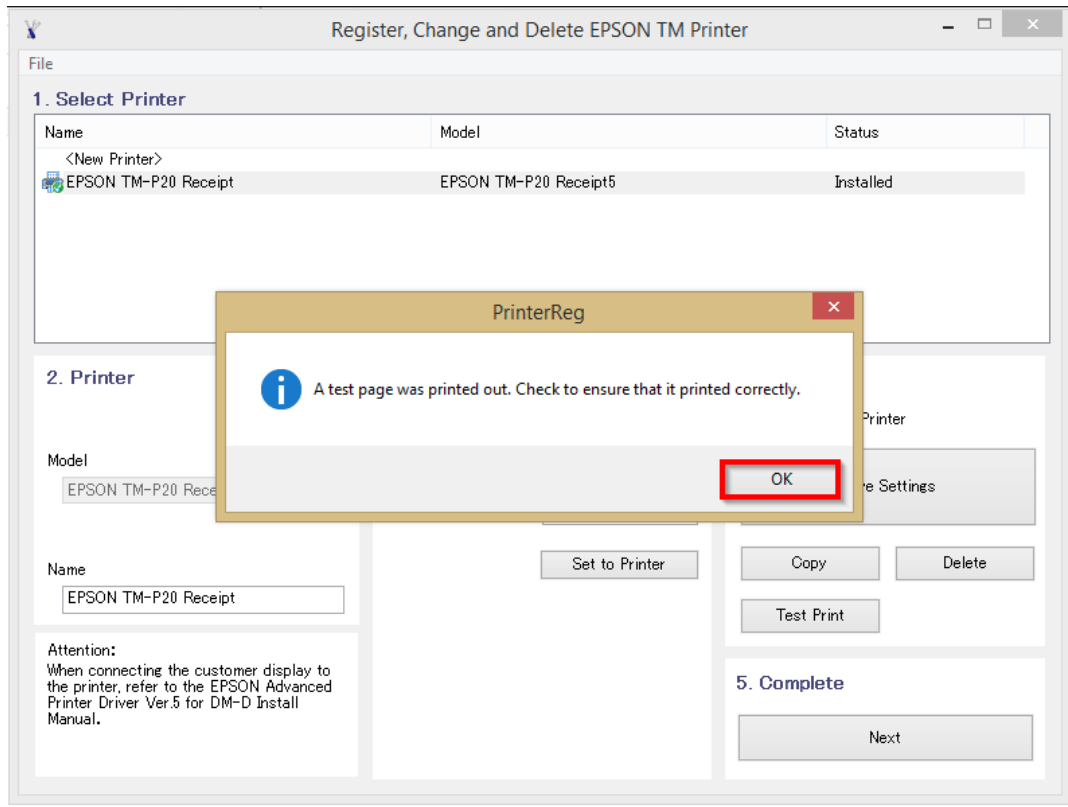 Register, Change and Delete EPSON TM Printer
File
1. Select Printer
Name Model Status
<New Printer>
EPSON TM-P20 Receipt EPSON TM-P20 Receipt5 Installed
PrinterReg
A test page was printed out. Check to ensure that it printed correctly.
OK
2. Printer
Model
EPSON TM-P20 Rece
Name
EPSON TM-P20 Receipt
Attention:
When connecting the customer display to
the printer, refer to the EPSON Advanced
Printer Driver Ver.5 for DM-D Install
Manual.
Set to Printer
Printer
Settings
Copy Delete
Test Print
5. Complete
Next